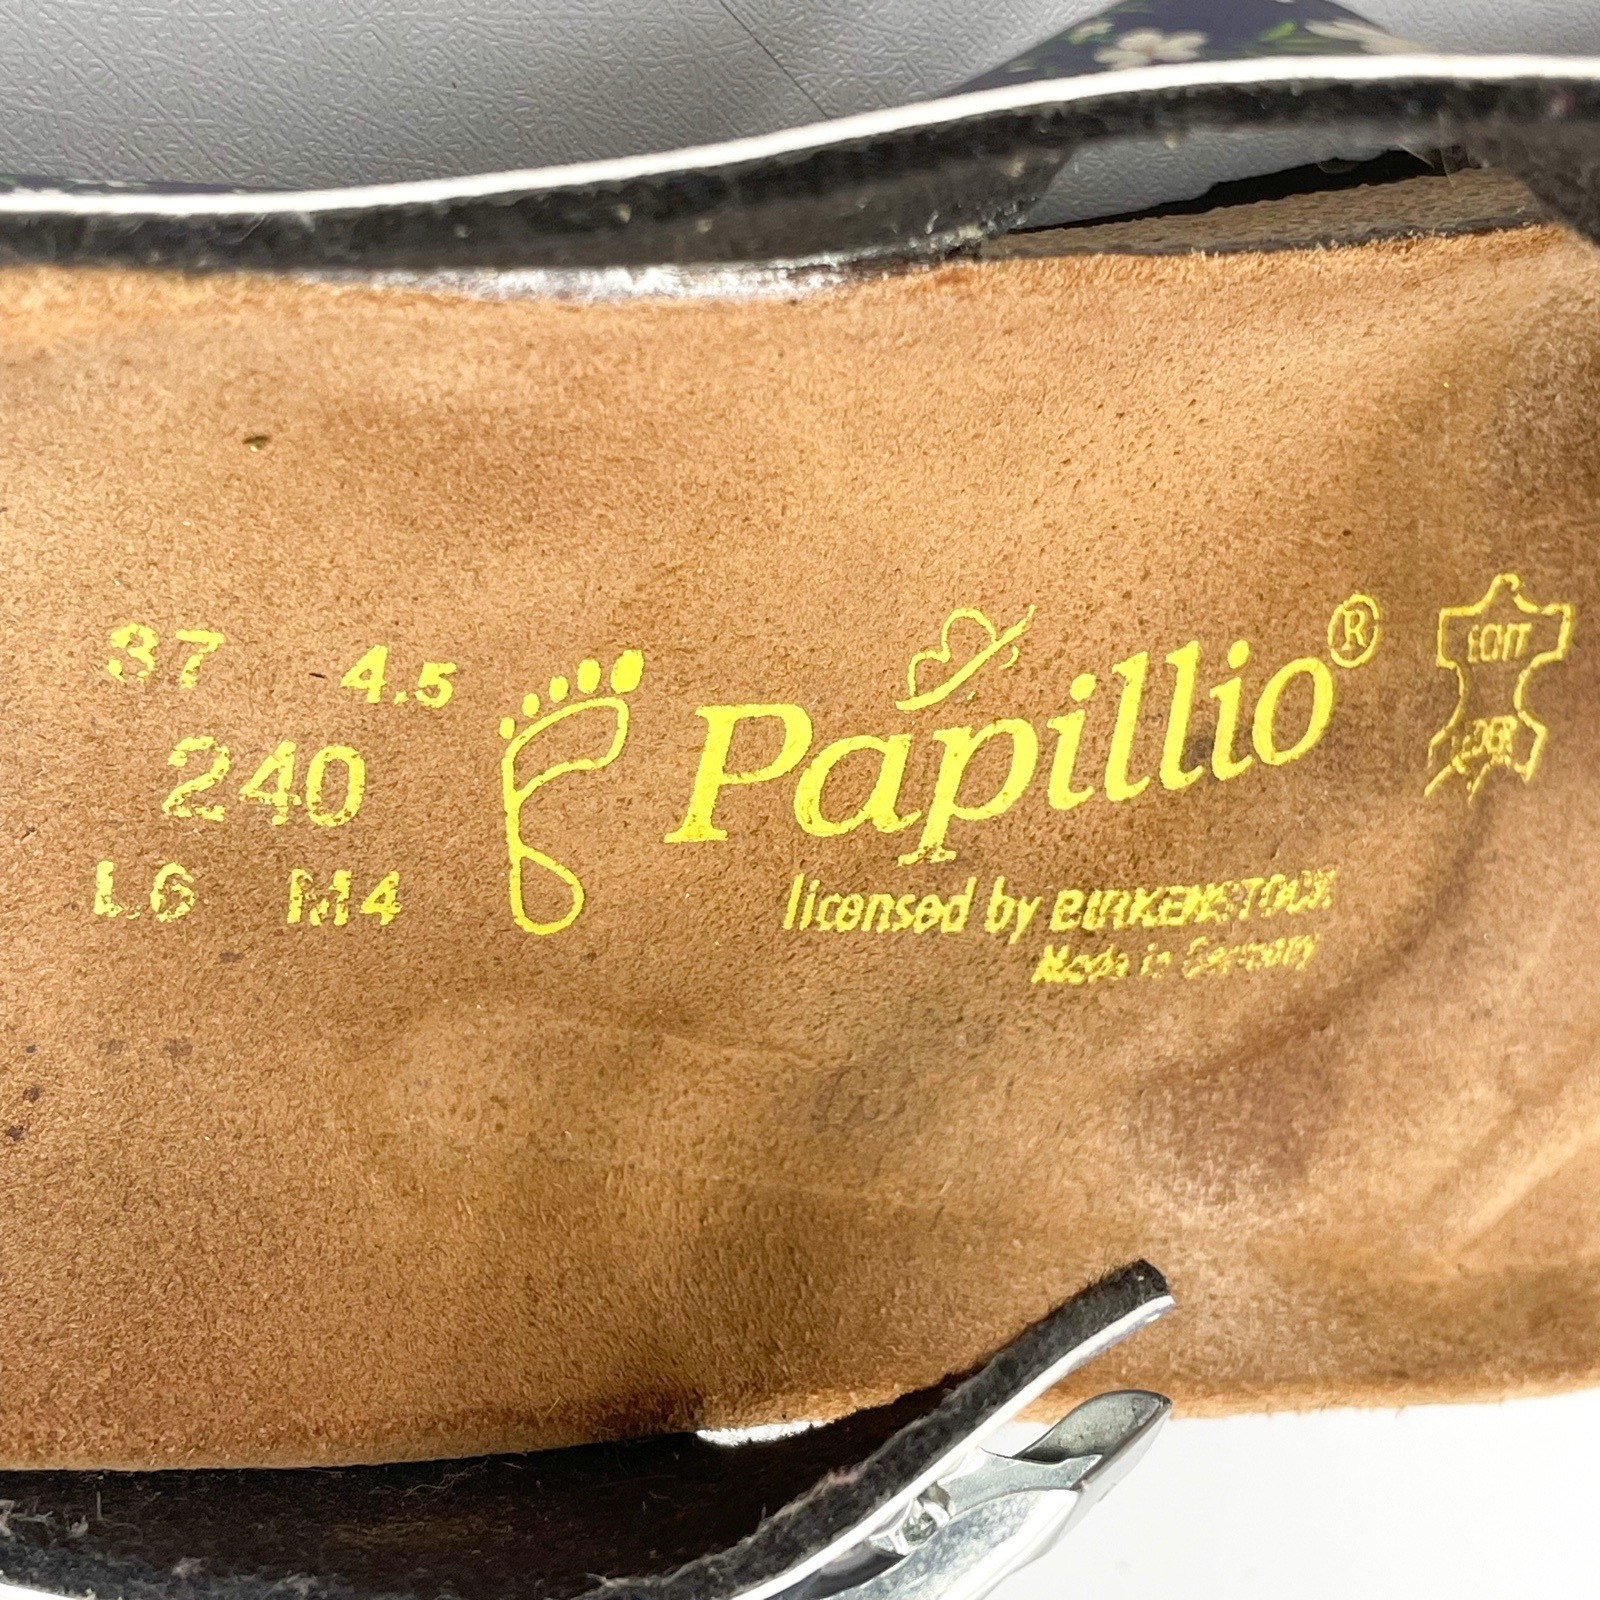 37 4.5
240
L6 M4
Papillio®
licensed by BIRKENSTOCK
Made in Germany
ECHT
LEDER